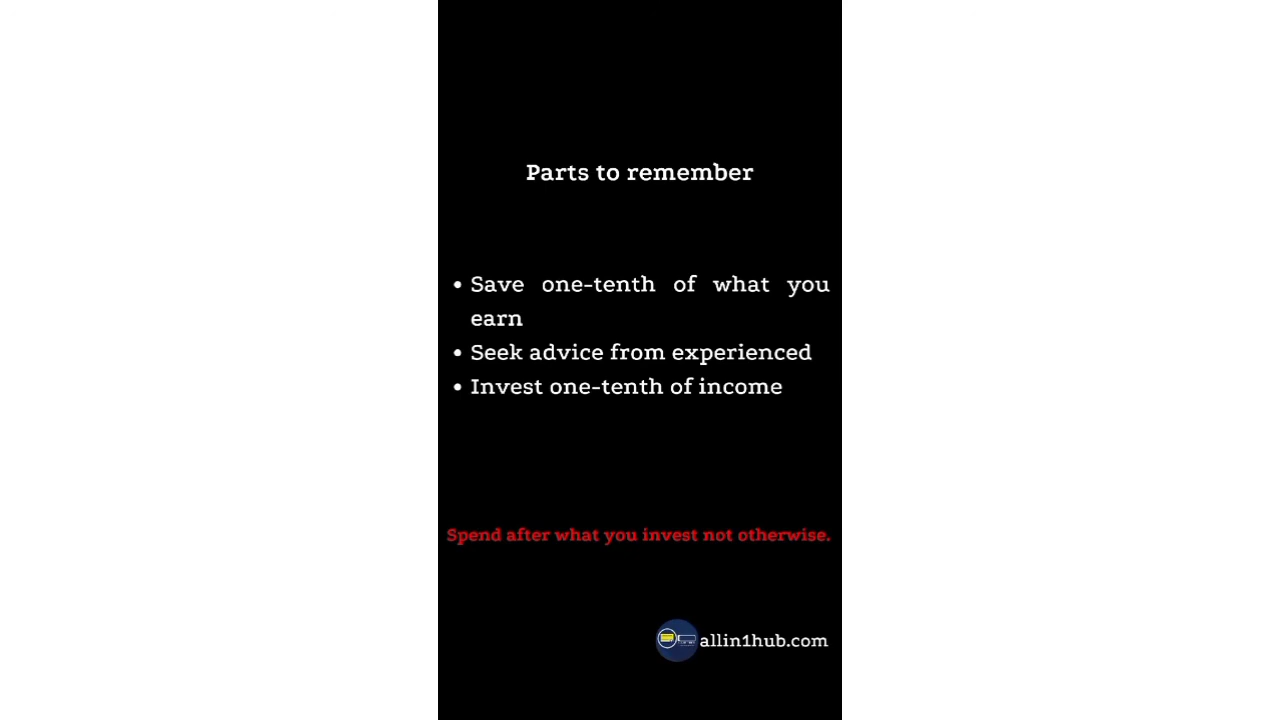 Parts to remember
• Save one-tenth of what you
earn
• Seek advice from experienced
• Invest one-tenth of income
Spend after what you invest not otherwise.
allin1hub.com